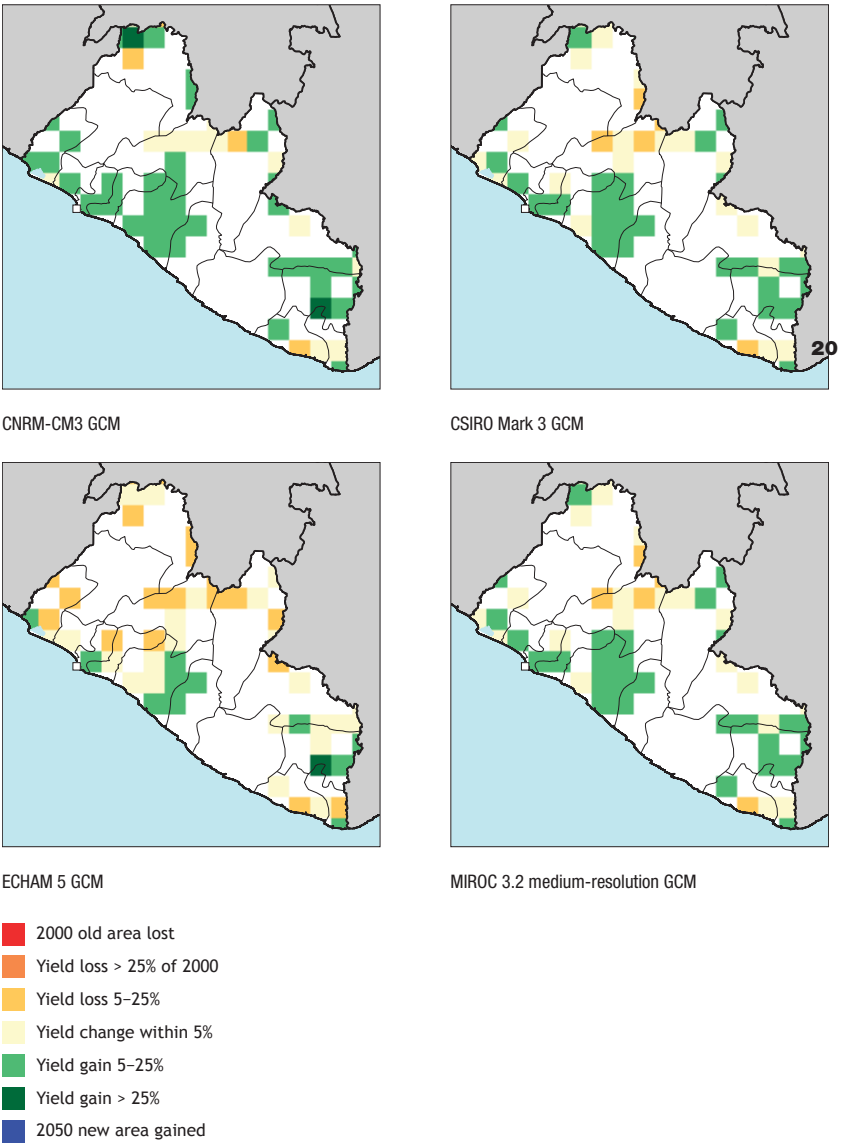 20
CNRM-CM3 GCM
CSIRO Mark 3 GCM
ECHAM 5 GCM
MIROC 3.2 medium-resolution GCM
2000 old area lost
Yield loss > 25% of 2000
Yield loss 5–25%
Yield change within 5%
Yield gain 5–25%
Yield gain > 25%
2050 new area gained